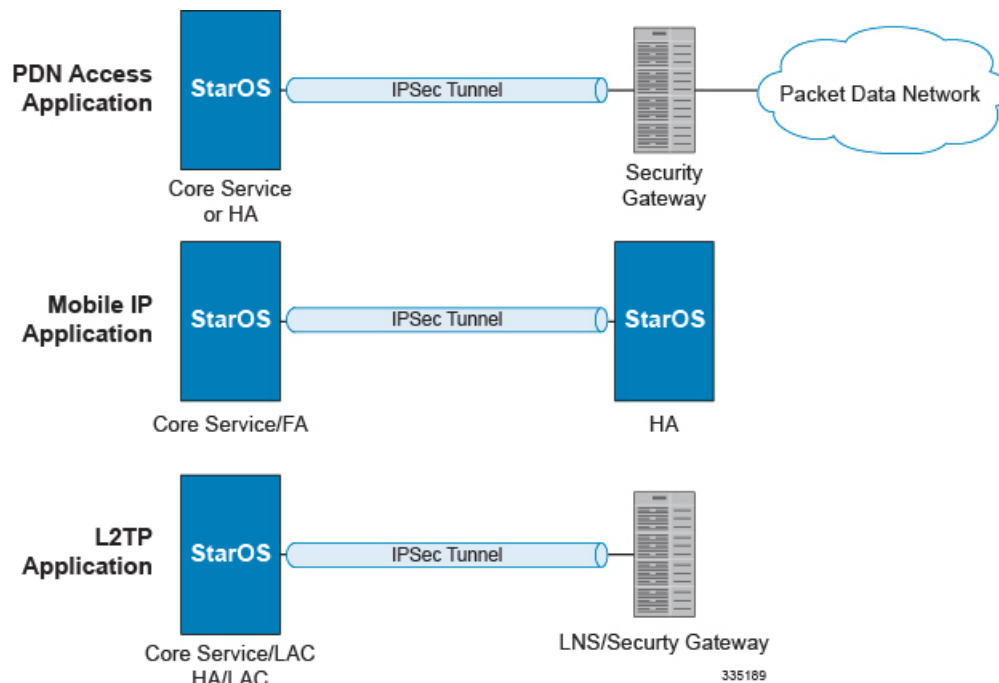 PDN Access
Application
StarOS
IPSec Tunnel
Packet Data Network
Core Service
or HA
Security
Gateway
Mobile IP
Application
StarOS
IPSec Tunnel
StarOS
Core Service/FA
HA
L2TP
Application
StarOS
IPSec Tunnel
Core Service/LAC
HA/LAC
LNS/Securty Gateway
335189